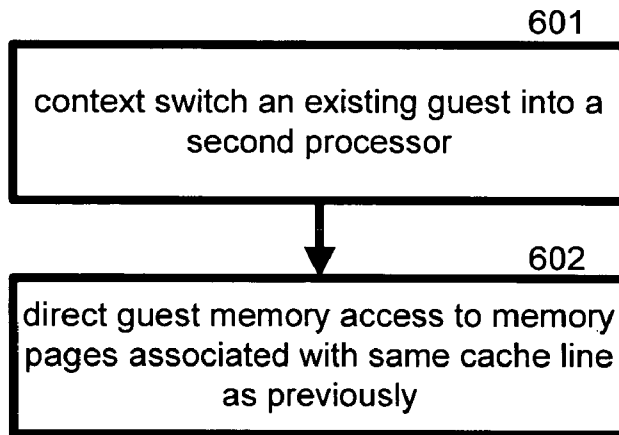 601
context switch an existing guest into a
second processor
602
direct guest memory access to memory
pages associated with same cache line
as previously